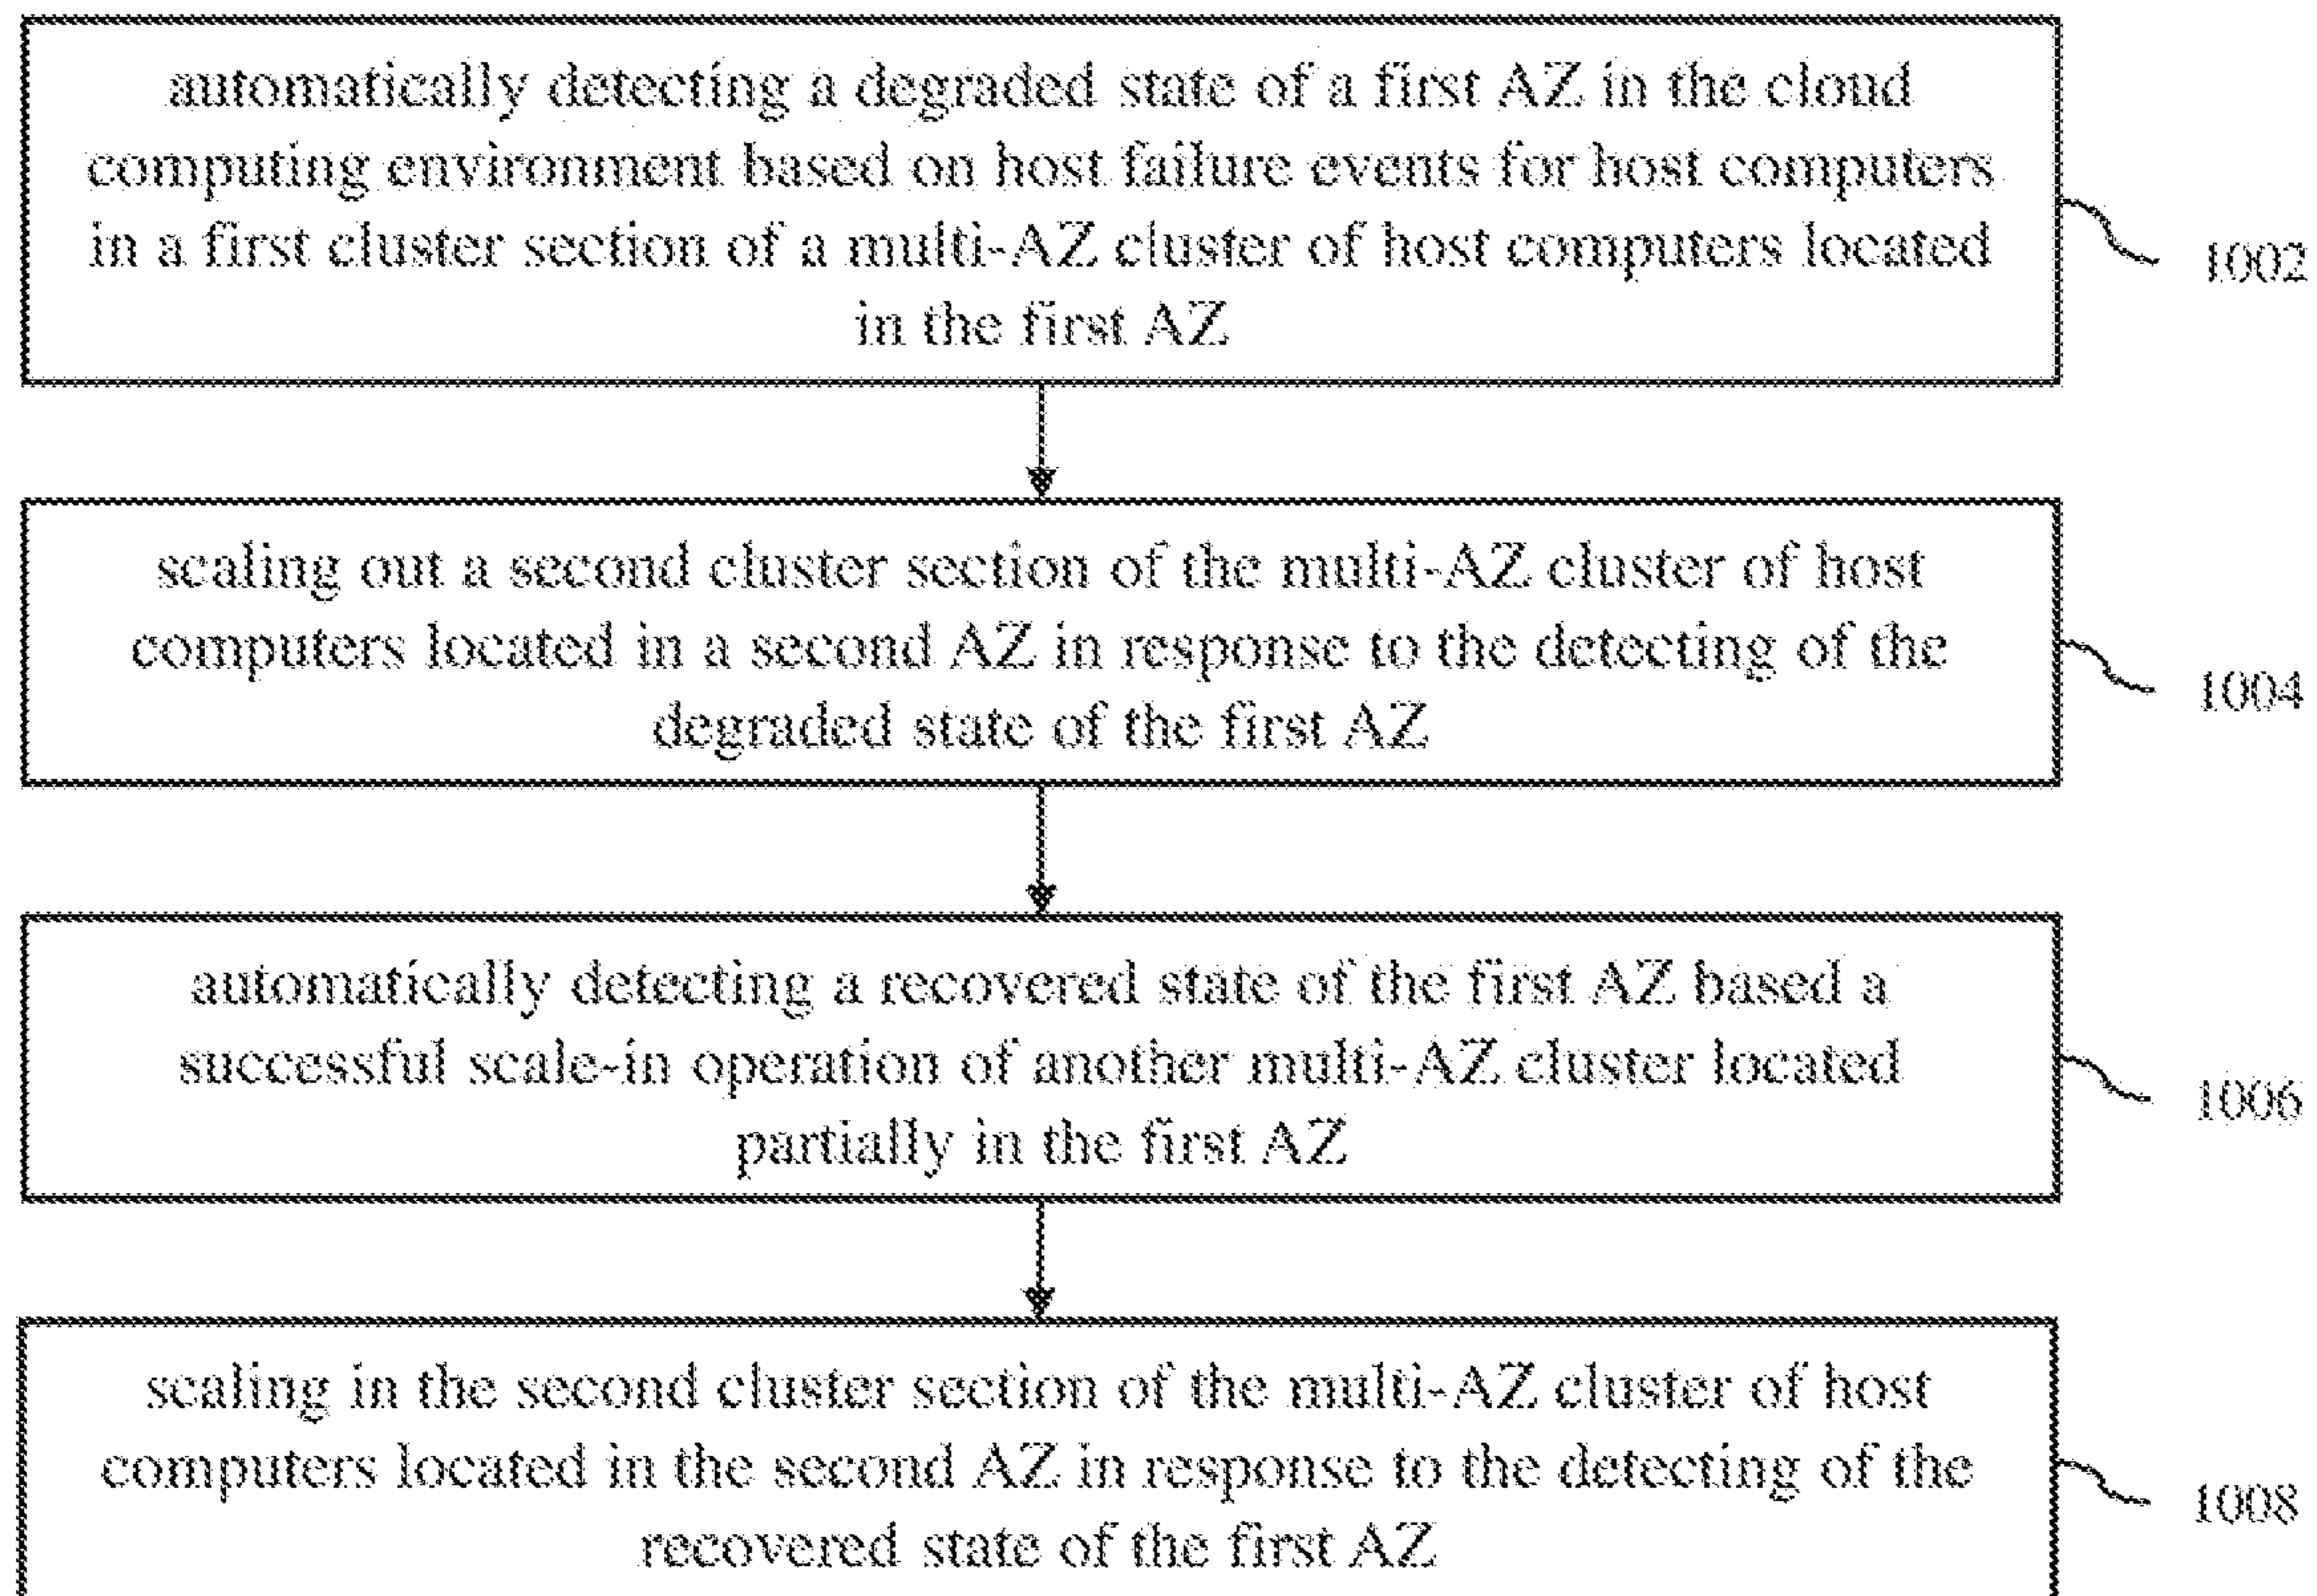 automatically detecting a degraded state of a first AZ in the cloud
computing environment based on host failure events for host computers
in a first cluster section of a multi-AZ cluster of host computers located
in the first AZ
1002
scaling out a second cluster section of the multi-AZ cluster of host
computers located in a second AZ in response to the detecting of the
degraded state of the first AZ
1004
automatically detecting a recovered state of the first AZ based a
successful scale-in operation of another multi-AZ cluster located
partially in the first AZ
1006
scaling in the second cluster section of the multi-AZ cluster of host
computers located in the second AZ in response to the detecting of the
recovered state of the first AZ
1008